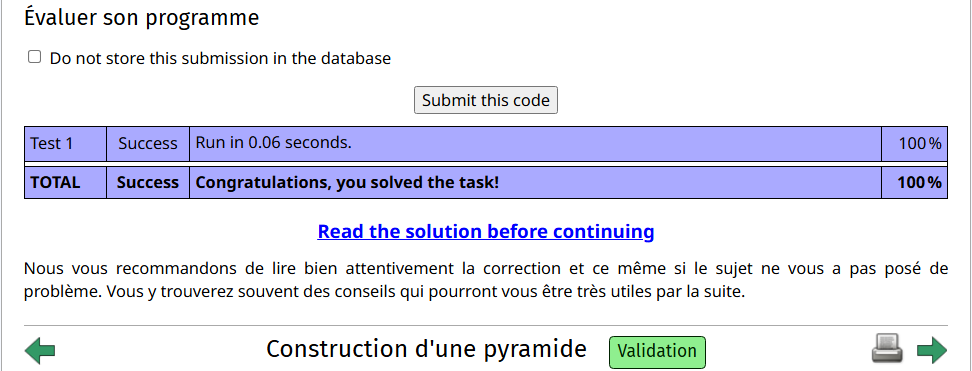 Évaluer son programme
Do not store this submission in the database
Submit this code
Test 1 Success Run in 0.06 seconds. 100 %
TOTAL Success Congratulations, you solved the task! 100 %
Read the solution before continuing
Nous vous recommandons de lire bien attentivement la correction et ce même si le sujet ne vous a pas posé de
problème. Vous y trouverez souvent des conseils qui pourront vous être très utiles par la suite.
Construction d'une pyramide Validation